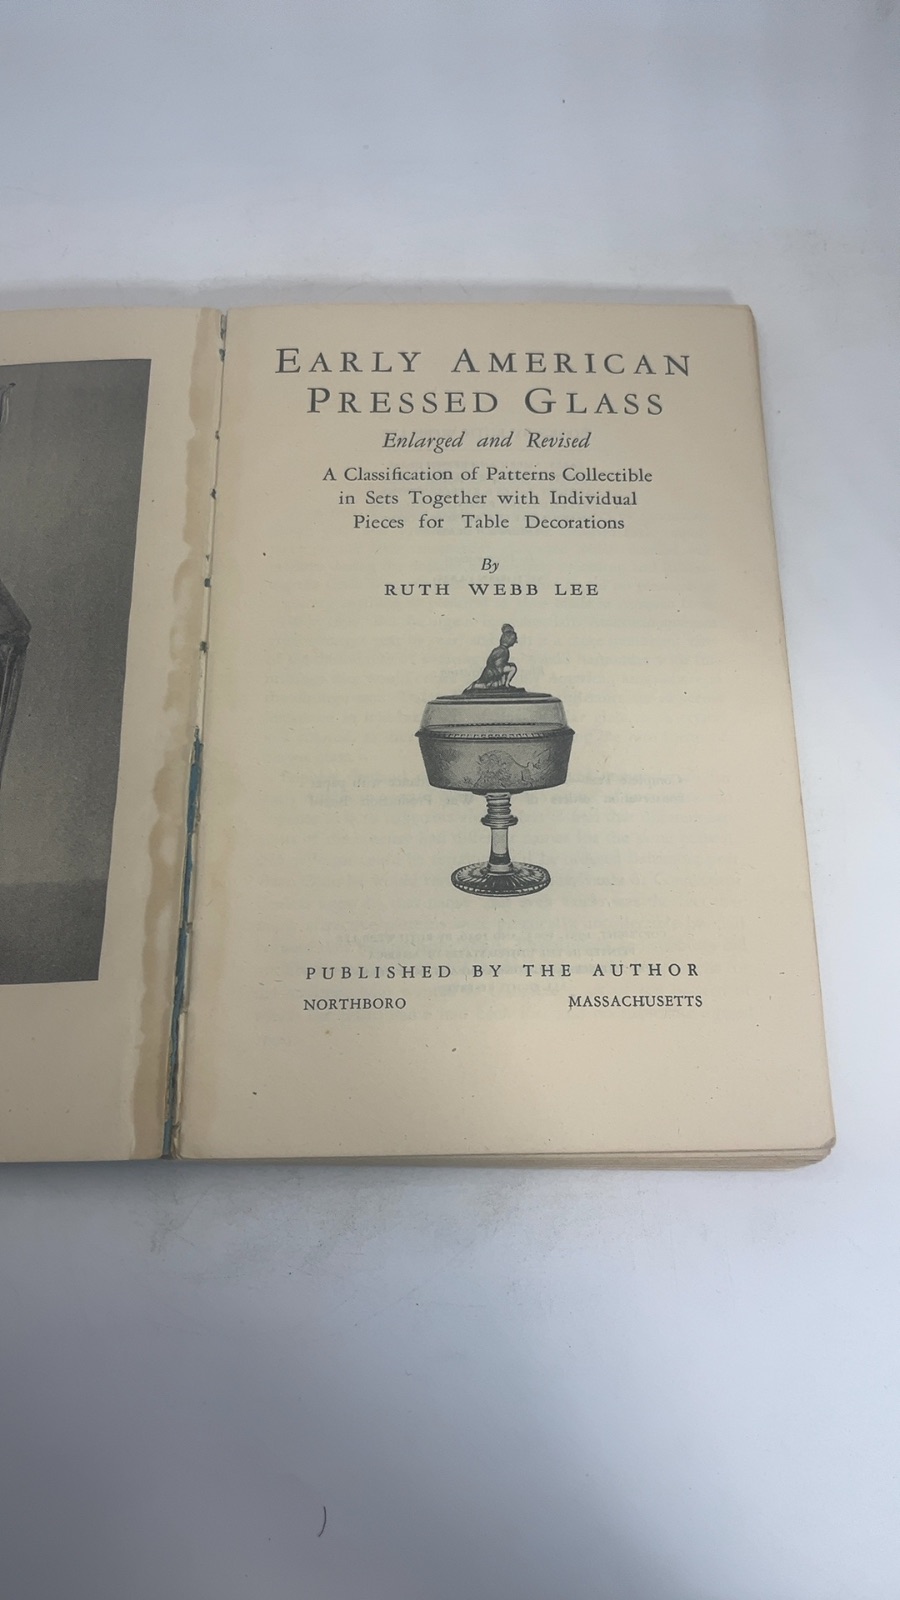 EARLY AMERICAN
PRESSED GLASS
Enlarged and Revised
A Classification of Patterns Collectible
in Sets Together with Individual
Pieces for Table Decorations
By
RUTH WEBB LEE
PUBLISHED BY THE AUTHOR
NORTHBORO MASSACHUSETTS